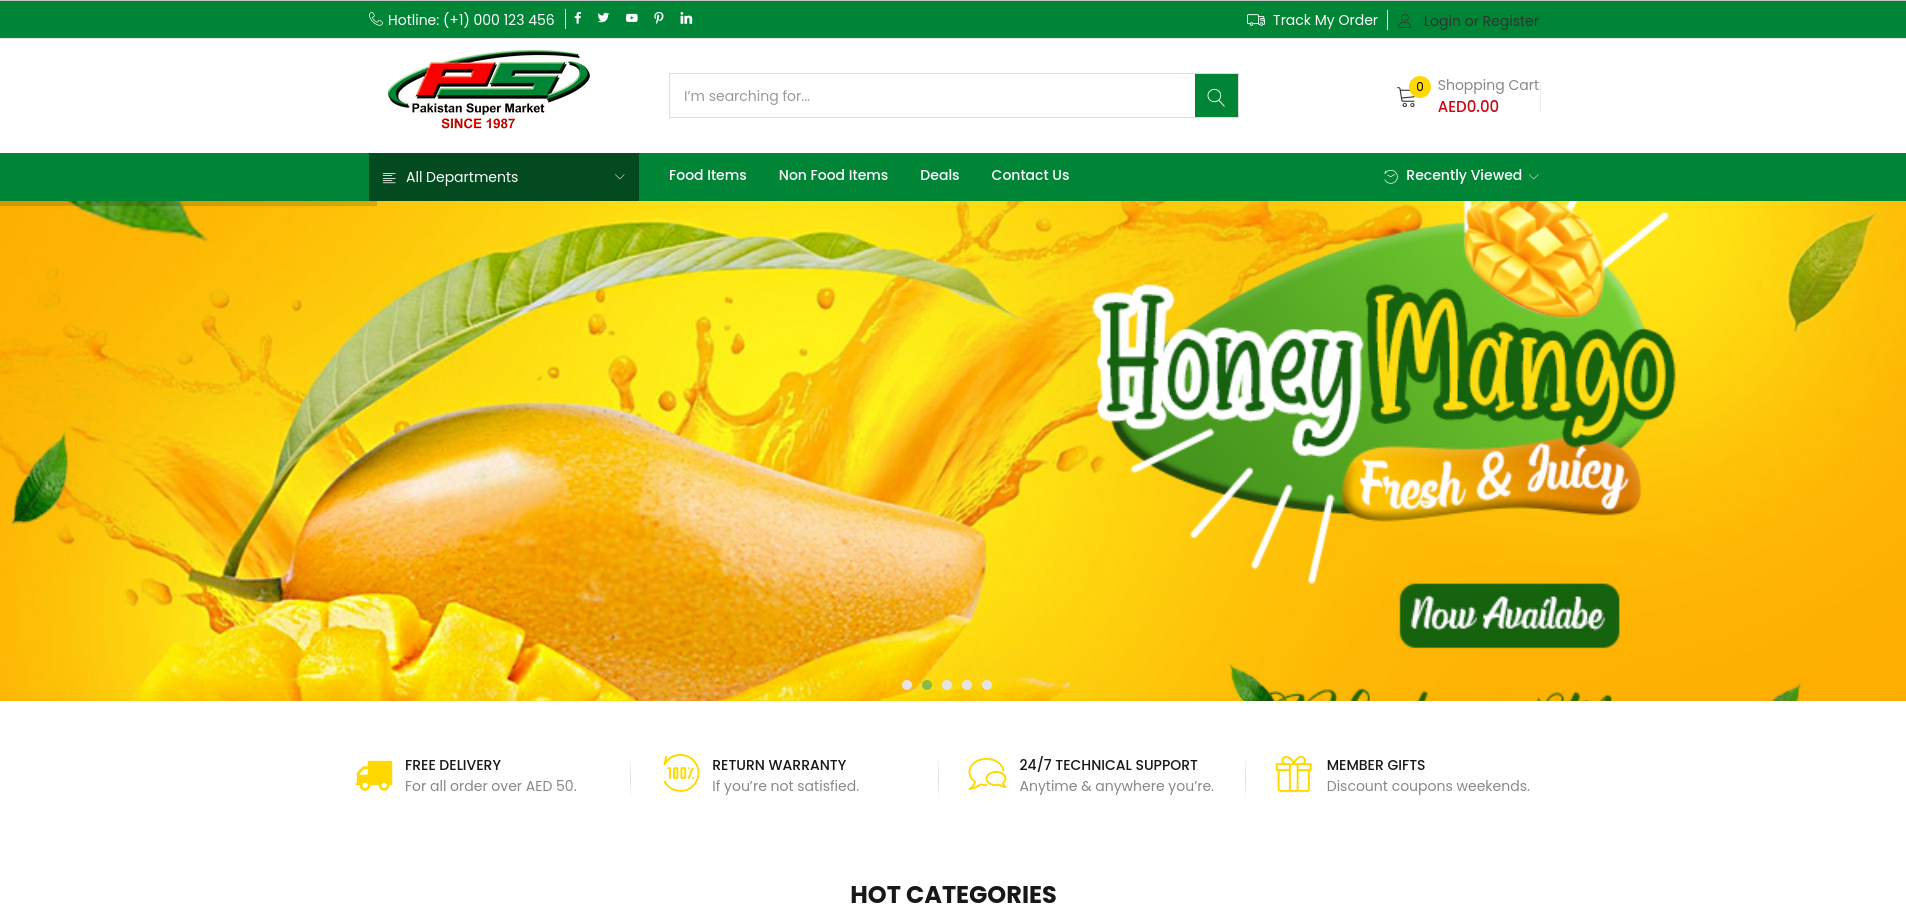 Hotline: (+1) 000 123 456
Track My Order
Login or Register
PS
Pakistan Super Market
SINCE 1987
I'm searching for...
0
Shopping Cart
AED0.00
All Departments
Food Items
Non Food Items
Deals
Contact Us
Recently Viewed
Honey Mango
Fresh & Juicy
Now Availabe
FREE DELIVERY
For all order over AED 50.
100%
RETURN WARRANTY
If you're not satisfied.
24/7 TECHNICAL SUPPORT
Anytime & anywhere you're.
MEMBER GIFTS
Discount coupons weekends.
HOT CATEGORIES